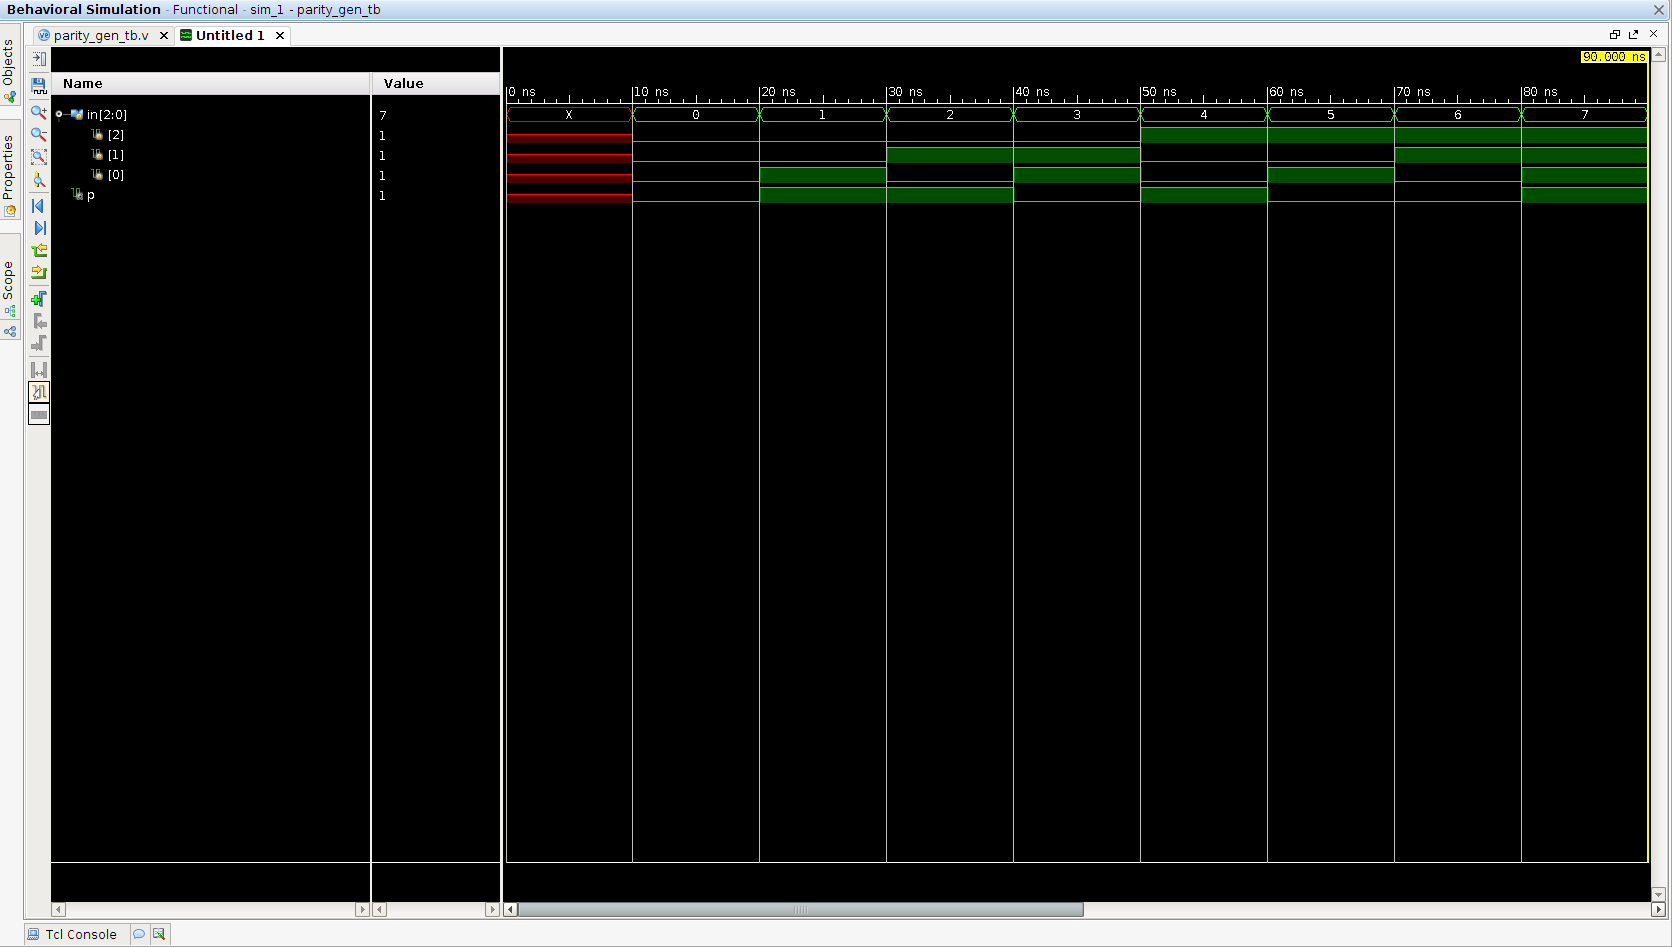 Behavioral Simulation - Functional - sim_1 - parity_gen_tb
parity_gen_tb.v Untitled 1
Objects
Properties
Scope
90.000 ns
Name Value
0 ns 10 ns 20 ns 30 ns 40 ns 50 ns 60 ns 70 ns 80 ns
in[2:0] 7 X 0 1 2 3 4 5 6 7
[2] 1
[1] 1
[0] 1
p 1
Tcl Console